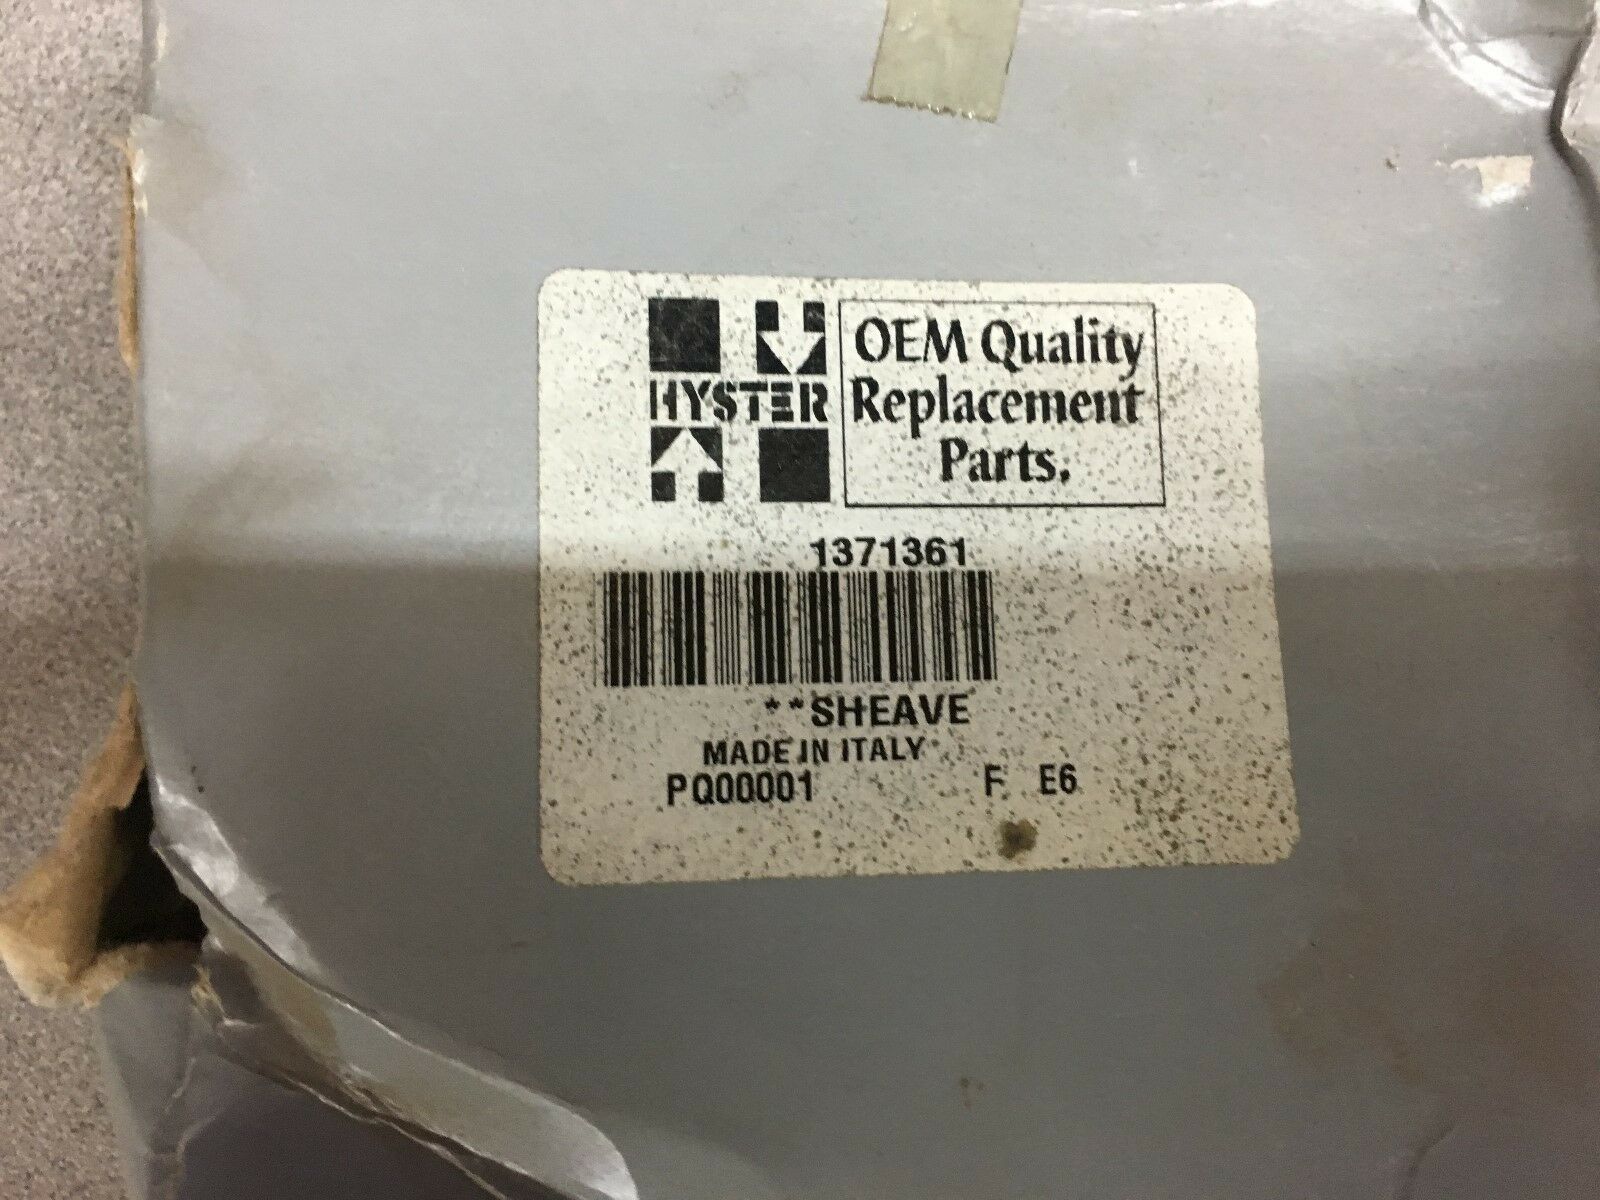 HYSTER
OEM Quality
Replacement
Parts.
1371361
**SHEAVE
MADE IN ITALY
PQ00001 F E6